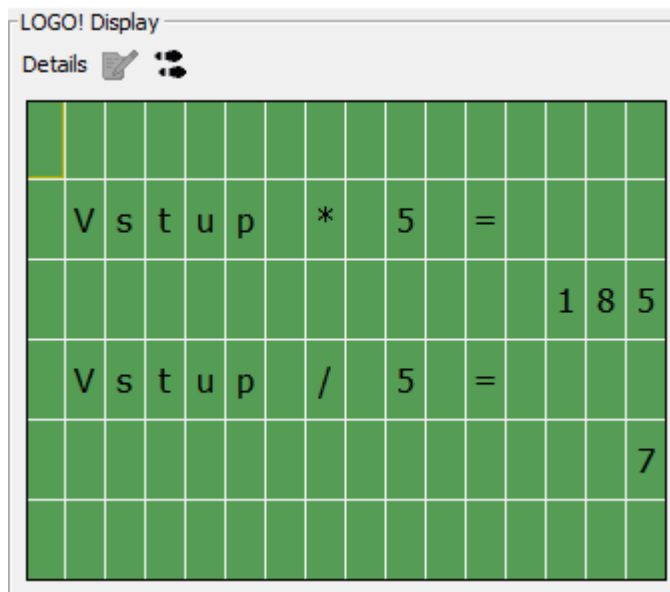 LOGO! Display
Details
Vstup * 5 =
185
Vstup / 5 =
7